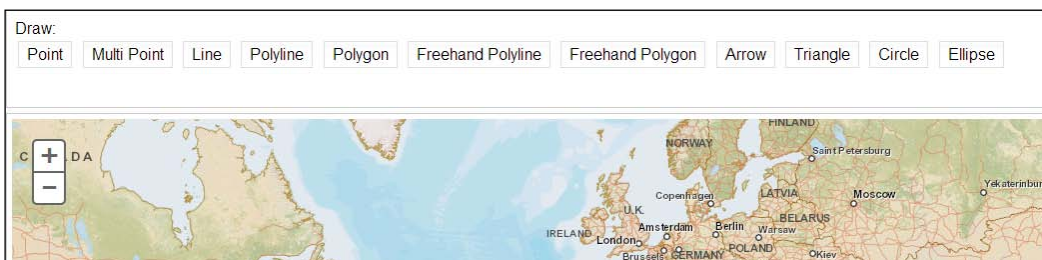 Draw:
Point Multi Point Line Polyline Polygon Freehand Polyline Freehand Polygon Arrow Triangle Circle Ellipse
FINLAND
NORWAY
Saint Petersburg
+
DA
−
Yekaterinbur
Copenhagen
LATVIA
Moscow
U.K.
BELARUS
IRELAND
Amsterdam
Berlin
Warsaw
London
POLAND
Brussels
GERMANY
Kiev